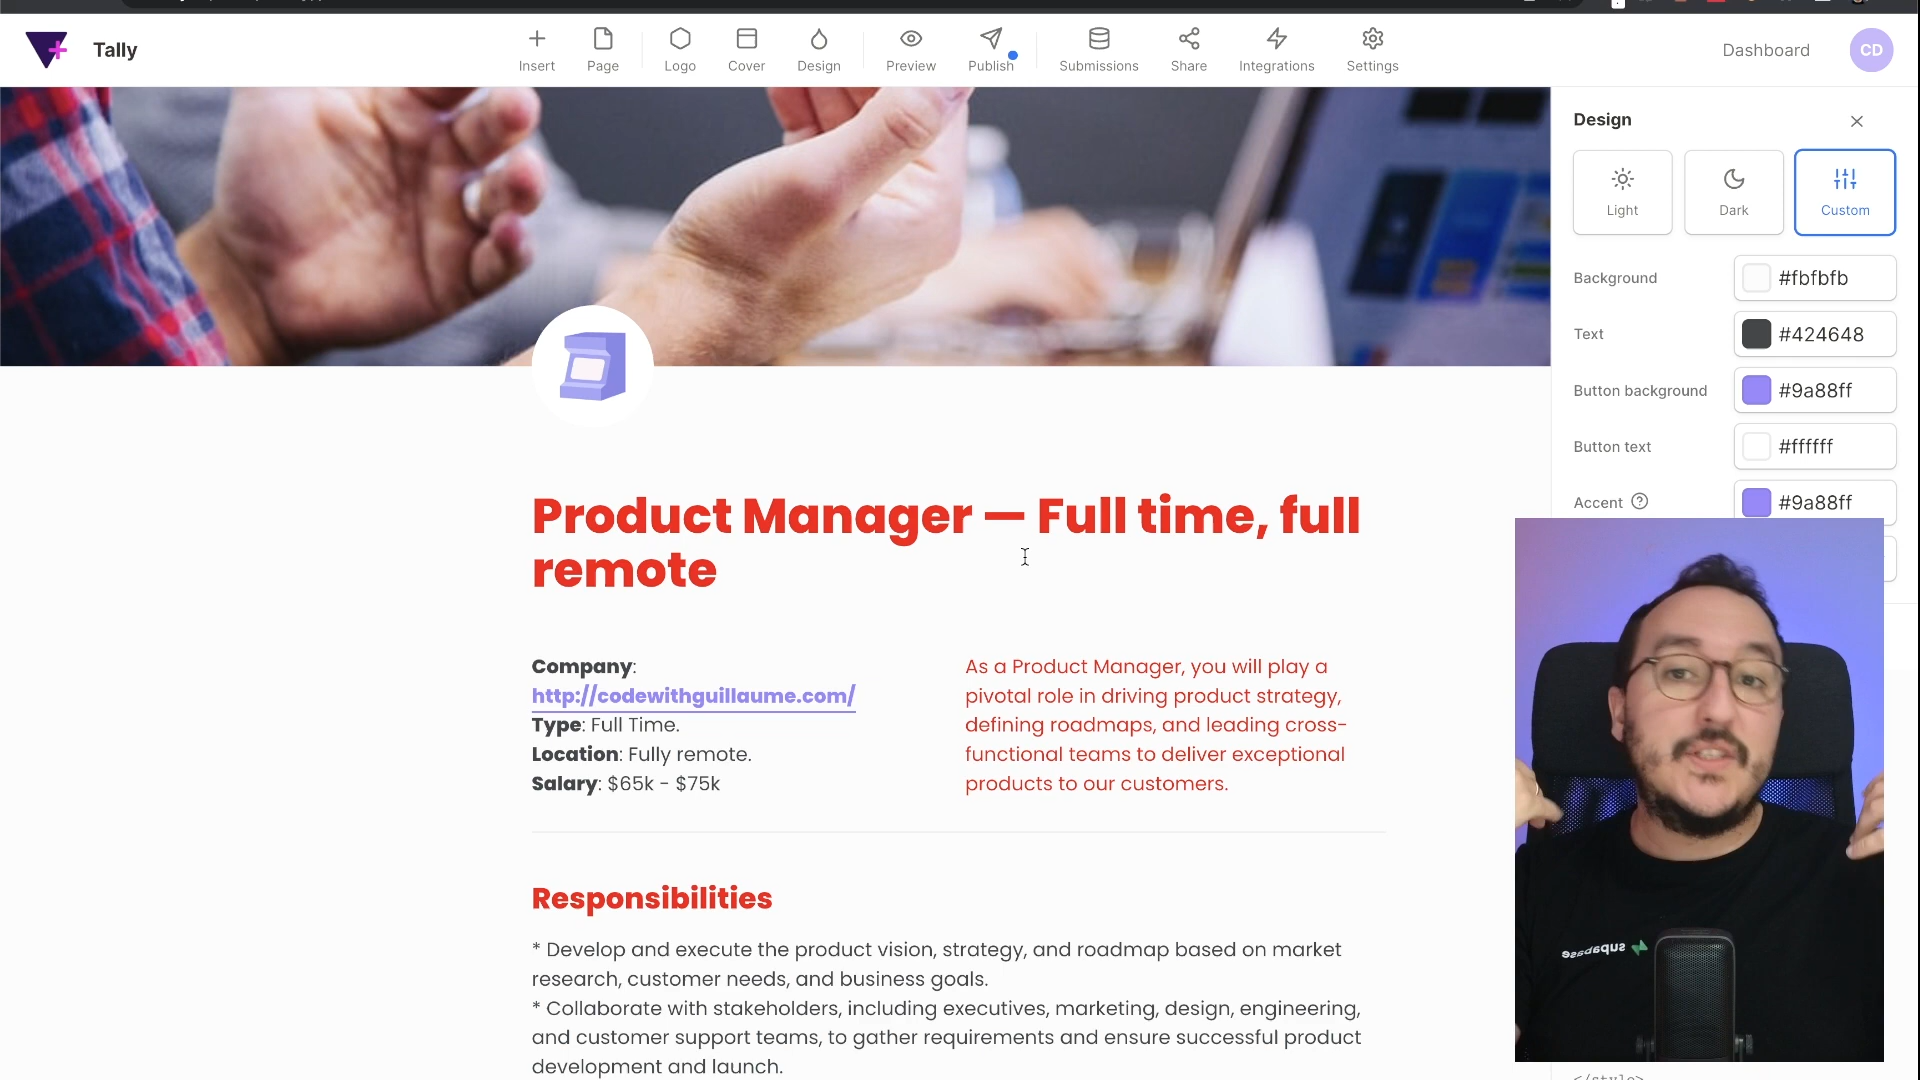 Tally
Insert
Page
Logo
Cover
Design
Preview
Publish
Submissions
Share
Integrations
Settings
Dashboard
CD
Design
Light
Dark
Custom
Background
#fbfbfb
Text
#424648
Button background
#9a88ff
Button text
#ffffff
Accent
#9a88ff
Product Manager — Full time, full
remote
Company:
http://codewithguillaume.com/
Type: Full Time.
Location: Fully remote.
Salary: $65k - $75k
As a Product Manager, you will play a
pivotal role in driving product strategy,
defining roadmaps, and leading cross-
functional teams to deliver exceptional
products to our customers.
Responsibilities
* Develop and execute the product vision, strategy, and roadmap based on market
research, customer needs, and business goals.
* Collaborate with stakeholders, including executives, marketing, design, engineering,
and customer support teams, to gather requirements and ensure successful product
development and launch.
supabase
</style>